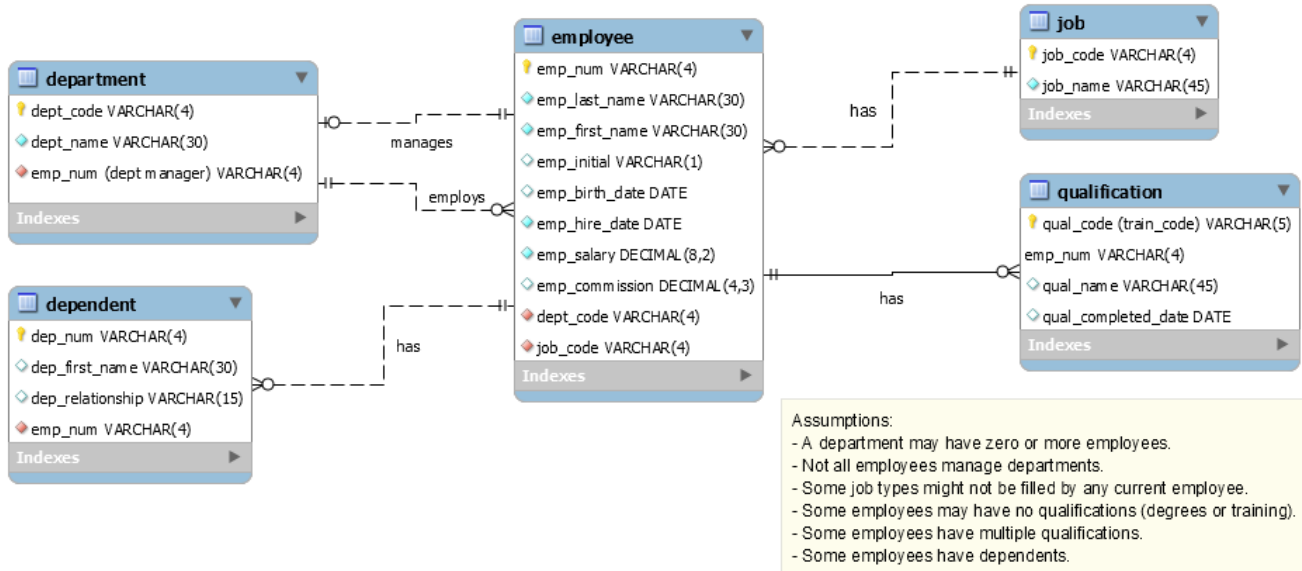 department
dept_code VARCHAR(4)
dept_name VARCHAR(30)
emp_num (dept manager) VARCHAR(4)
Indexes
manages
employs
dependent
dep_num VARCHAR(4)
dep_first_name VARCHAR(30)
dep_relationship VARCHAR(15)
emp_num VARCHAR(4)
Indexes
has
employee
emp_num VARCHAR(4)
emp_last_name VARCHAR(30)
emp_first_name VARCHAR(30)
emp_initial VARCHAR(1)
emp_birth_date DATE
emp_hire_date DATE
emp_salary DECIMAL(8,2)
emp_commission DECIMAL(4,3)
dept_code VARCHAR(4)
job_code VARCHAR(4)
Indexes
has
job
job_code VARCHAR(4)
job_name VARCHAR(45)
Indexes
has
qualification
qual_code (train_code) VARCHAR(5)
emp_num VARCHAR(4)
qual_name VARCHAR(45)
qual_completed_date DATE
Indexes
Assumptions:
- A department may have zero or more employees.
- Not all employees manage departments.
- Some job types might not be filled by any current employee.
- Some employees may have no qualifications (degrees or training).
- Some employees have multiple qualifications.
- Some employees have dependents.